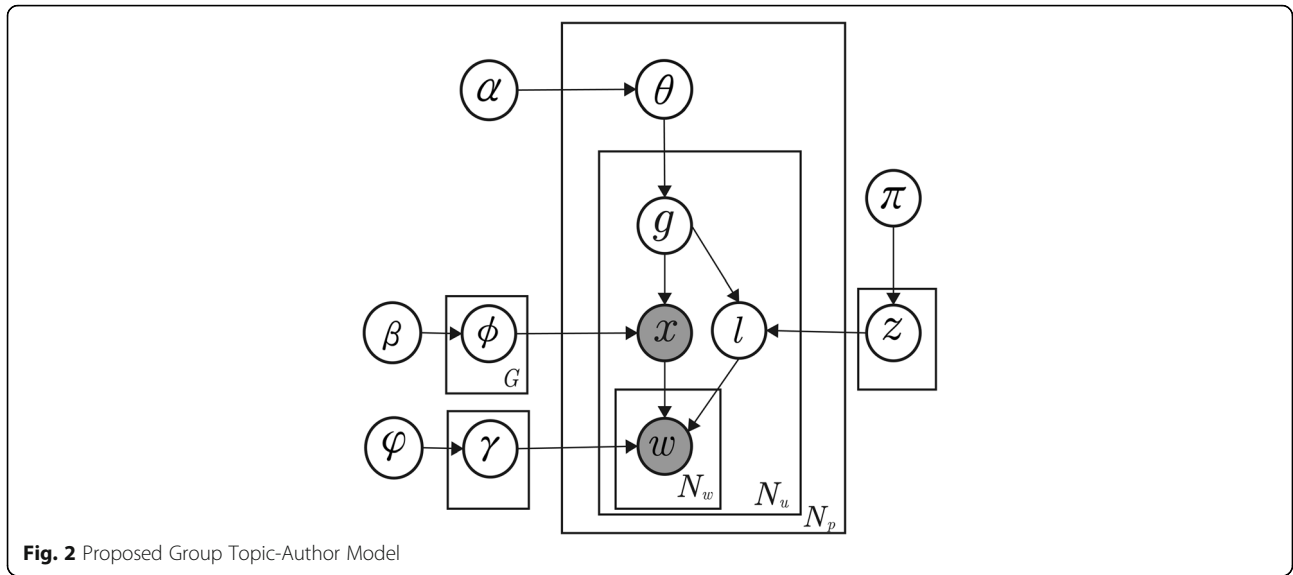 α
θ
π
g
β
ϕ
x
l
z
G
φ
γ
w
N_w
N_u
N_p
Fig. 2 Proposed Group Topic-Author Model